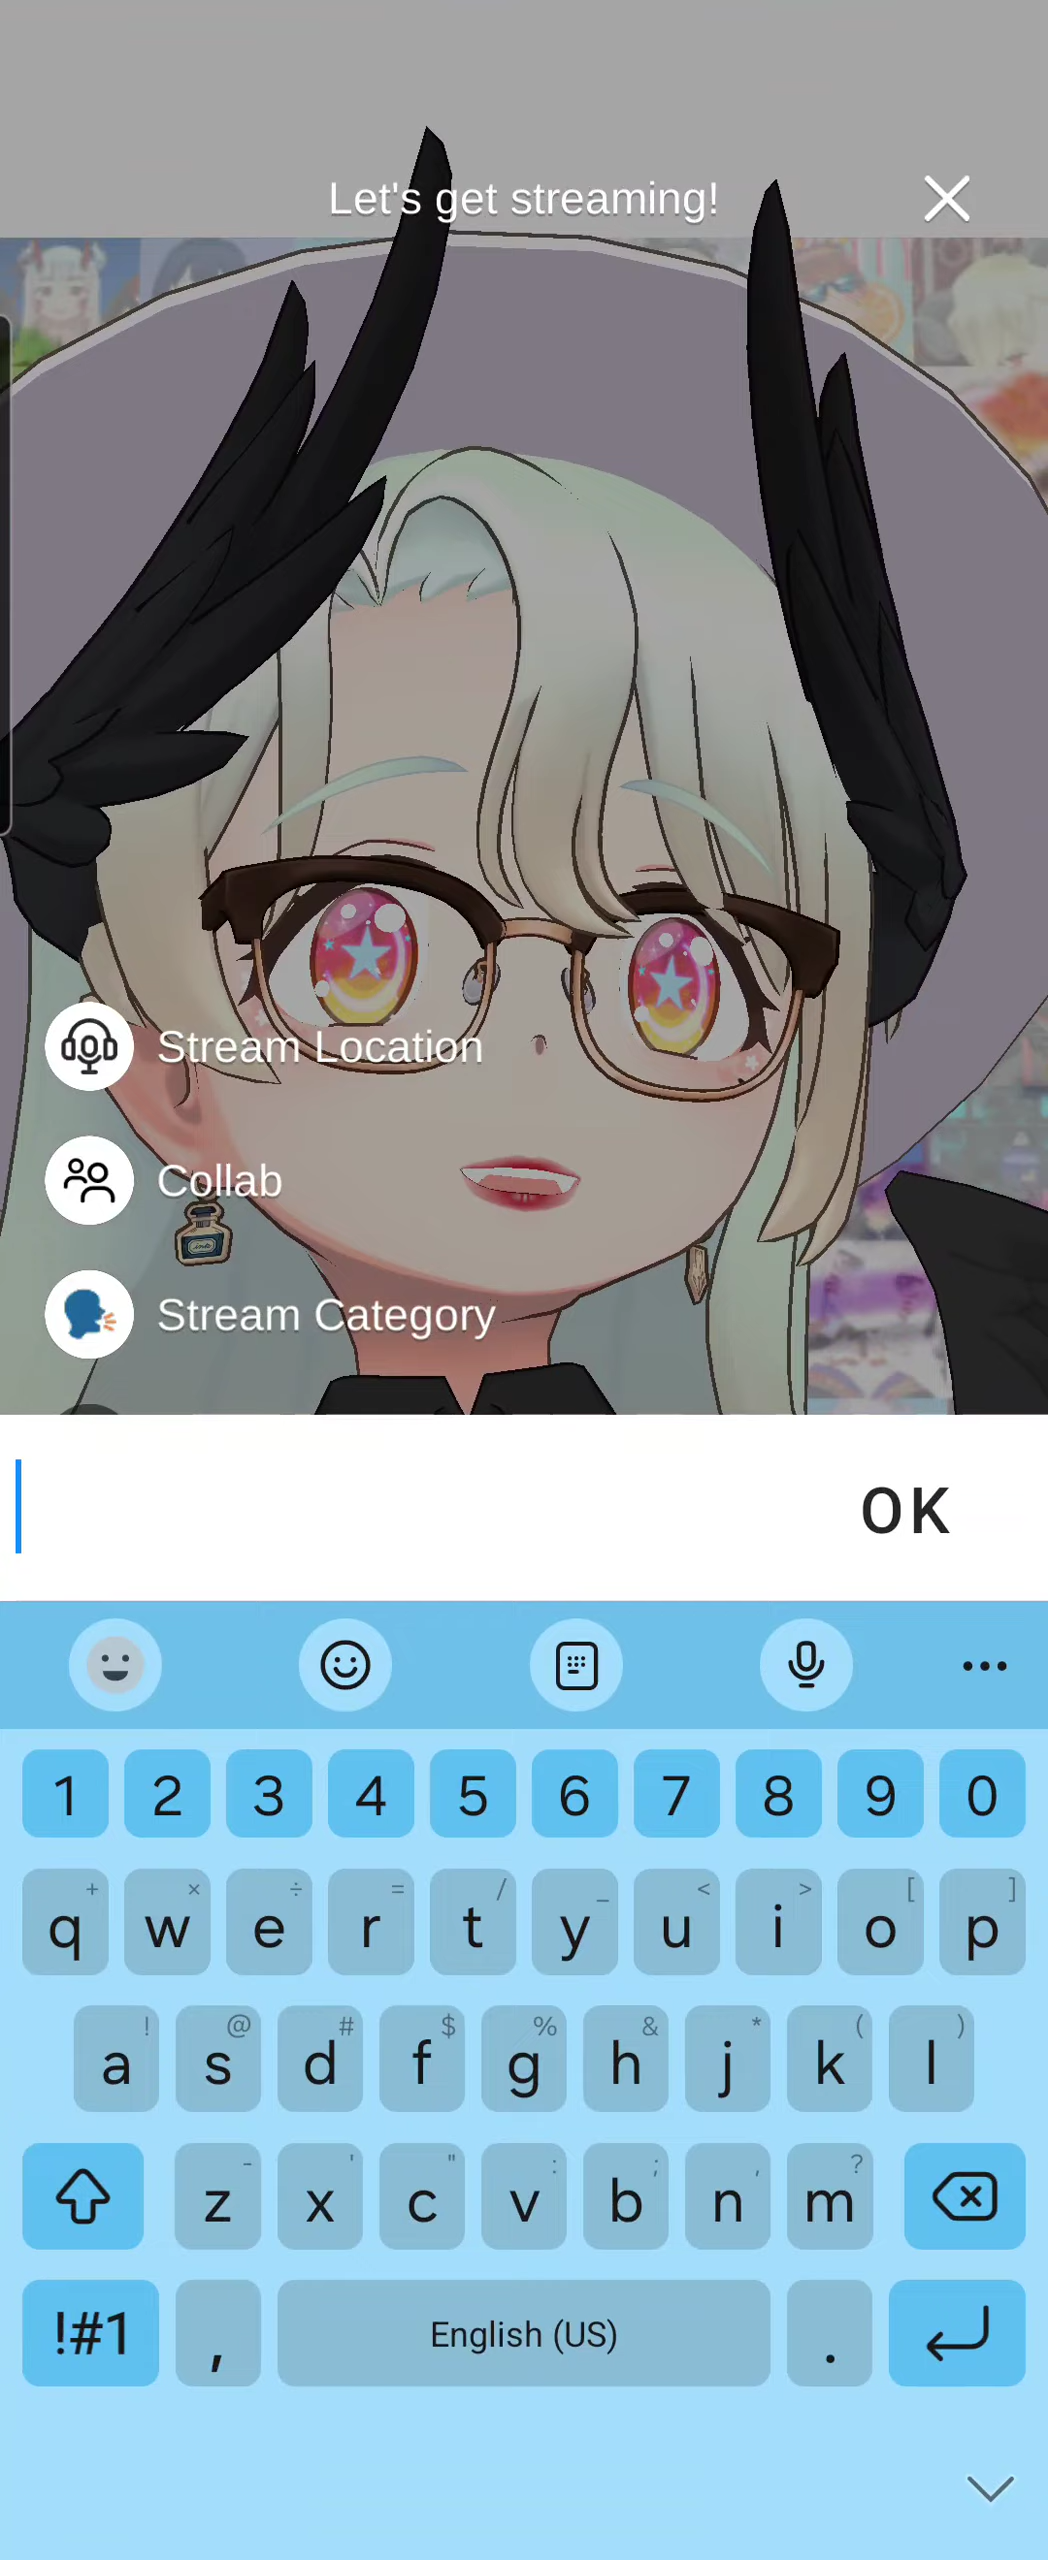 Let's get streaming!
Stream Location
Collab
Stream Category
OK
1 2 3 4 5 6 7 8 9 0
+ × ÷ = / _ < > [ ]
q w e r t y u i o p
! @ # $ % & * ( )
a s d f g h j k l
- ' " : ; , ?
z x c v b n m
!#1 , English (US) .